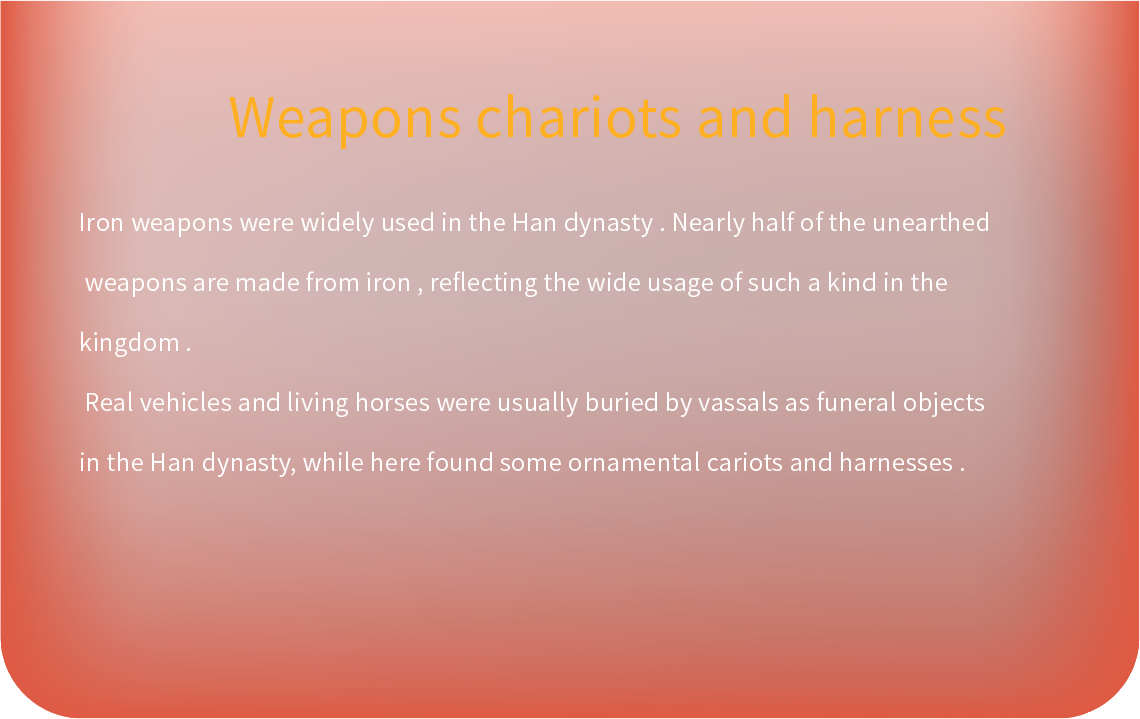 Weapons chariots and harness
Iron weapons were widely used in the Han dynasty . Nearly half of the unearthed
weapons are made from iron , reflecting the wide usage of such a kind in the
kingdom .
Real vehicles and living horses were usually buried by vassals as funeral objects
in the Han dynasty, while here found some ornamental cariots and harnesses .